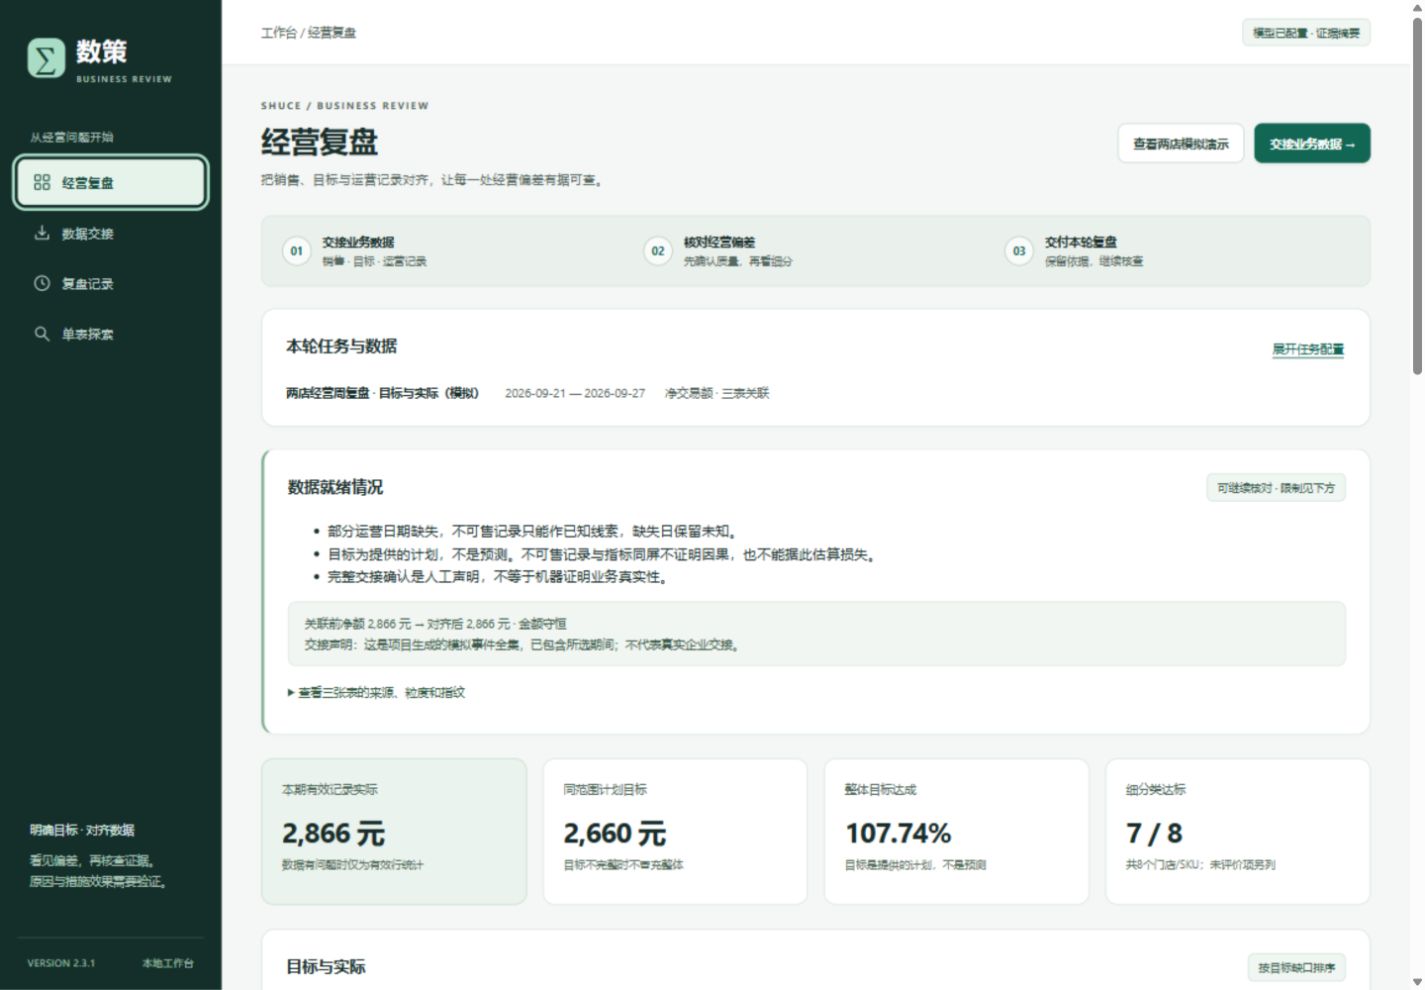 数策
BUSINESS REVIEW
从经营问题开始
经营复盘
数据交接
复盘记录
单表探索
明确目标 · 对齐数据
看见偏差，再核查证据。
原因与措施效果需要验证。
VERSION 2.3.1
本地工作台
工作台 / 经营复盘
模型已配置 · 证据摘要
SHUCE / BUSINESS REVIEW
经营复盘
把销售、目标与运营记录对齐，让每一处经营偏差有据可查。
查看两店模拟演示
交接业务数据 →
01
交接业务数据
销售 · 目标 · 运营记录
02
核对经营偏差
先确认质量，再看细分
03
交付本轮复盘
保留依据，继续核查
本轮任务与数据
展开任务配置
两店经营周复盘 · 目标与实际（模拟） 2026-09-21 — 2026-09-27 净交易额 · 三表关联
数据就绪情况
可继续核对 · 限制见下方
• 部分运营日期缺失，不可售记录只能作已知线索，缺失日保留未知。
• 目标为提供的计划，不是预测。不可售记录与指标同屏不证明因果，也不能据此估算损失。
• 完整交接确认是人工声明，不等于机器证明业务真实性。
关联前净额 2,866 元 → 对齐后 2,866 元 · 金额守恒
交接声明：这是项目生成的模拟事件全集，已包含所选期间；不代表真实企业交接。
▶ 查看三张表的来源、粒度和指纹
本期有效记录实际
2,866 元
数据有问题时仅为有效行统计
同范围计划目标
2,660 元
目标不完整时不冒充整体
整体目标达成
107.74%
目标是提供的计划，不是预测
细分类达标
7 / 8
共8个门店/SKU；未评价项另列
目标与实际
按目标缺口排序